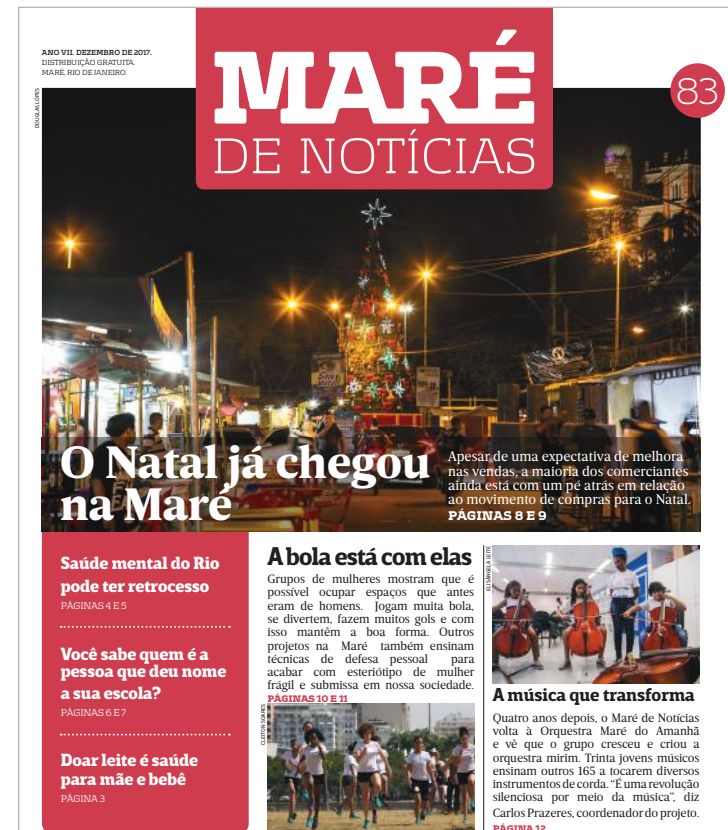 ANO VII. DEZEMBRO DE 2017.
DISTRIBUIÇÃO GRATUITA.
MARÉ, RIO DE JANEIRO.
MARÉ
DE NOTÍCIAS
83
DOUGLAS LOPES
O Natal já chegou
na Maré
Apesar de uma expectativa de melhora
nas vendas, a maioria dos comerciantes
ainda está com um pé atrás em relação
ao movimento de compras para o Natal.
PÁGINAS 8 E 9
Saúde mental do Rio
pode ter retrocesso
PÁGINAS 4 E 5
Você sabe quem é a
pessoa que deu nome
a sua escola?
PÁGINAS 6 E 7
Doar leite é saúde
para mãe e bebê
PÁGINA 3
A bola está com elas
Grupos de mulheres mostram que é
possível ocupar espaços que antes
eram de homens. Jogam muita bola,
se divertem, fazem muitos gols e com
isso mantêm a boa forma. Outros
projetos na Maré também ensinam
técnicas de defesa pessoal para
acabar com esteriótipo de mulher
frágil e submissa em nossa sociedade.
PÁGINAS 10 E 11
CLEITON SOARES
ELISÂNGELA LEITE
A música que transforma
Quatro anos depois, o Maré de Notícias
volta à Orquestra Maré do Amanhã
e vê que o grupo cresceu e criou a
orquestra mirim. Trinta jovens músicos
ensinam outros 165 a tocarem diversos
instrumentos de corda. “É uma revolução
silenciosa por meio da música”, diz
Carlos Prazeres, coordenador do projeto.
PÁGINA 12